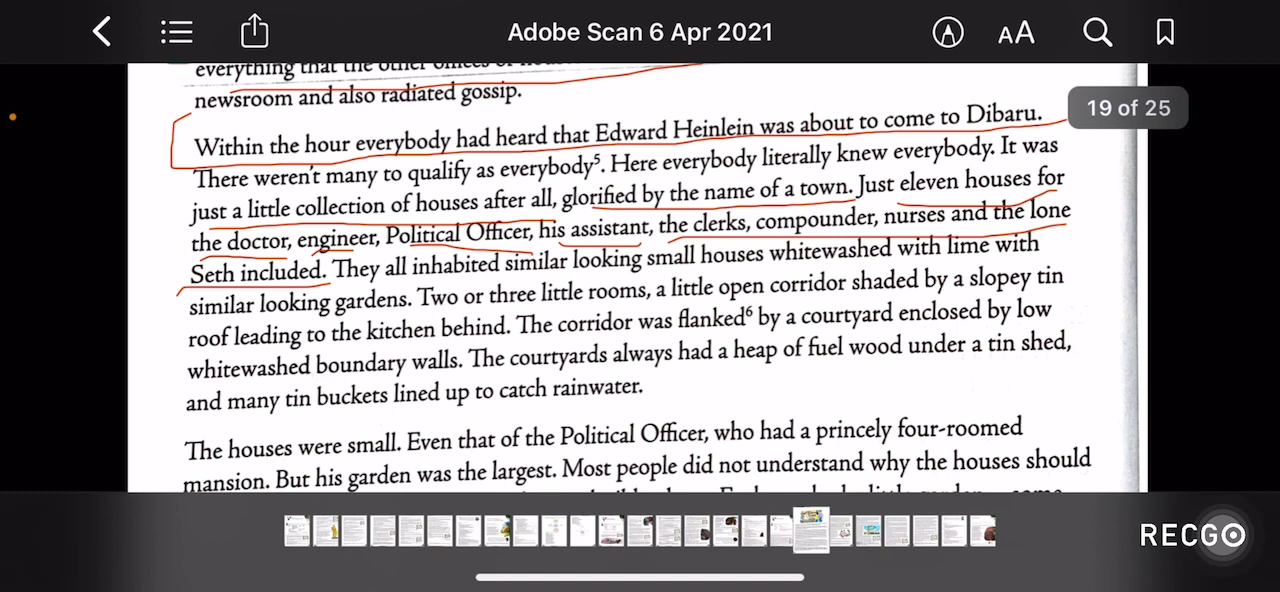 Adobe Scan 6 Apr 2021
AA
19 of 25
everything that the other
newsroom and also radiated gossip.
Within the hour everybody had heard that Edward Heinlein was about to come to Dibaru.
There weren't many to qualify as everybody⁵. Here everybody literally knew everybody. It was
just a little collection of houses after all, glorified by the name of a town. Just eleven houses for
the doctor, engineer, Political Officer, his assistant, the clerks, compounder, nurses and the lone
Seth included. They all inhabited similar looking small houses whitewashed with lime with
similar looking gardens. Two or three little rooms, a little open corridor shaded by a slopey tin
roof leading to the kitchen behind. The corridor was flanked⁶ by a courtyard enclosed by low
whitewashed boundary walls. The courtyards always had a heap of fuel wood under a tin shed,
and many tin buckets lined up to catch rainwater.
The houses were small. Even that of the Political Officer, who had a princely four-roomed
mansion. But his garden was the largest. Most people did not understand why the houses should
RECGO